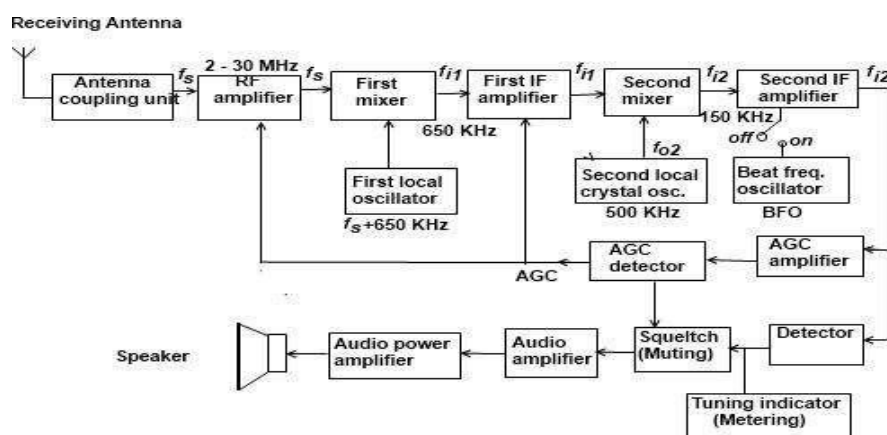 Receiving Antenna
Antenna
coupling unit
fs
2 - 30 MHz
RF
amplifier
fs
First
mixer
fi1
650 KHz
First IF
amplifier
fi1
Second
mixer
fi2
150 KHz
Second IF
amplifier
fi2
off
on
First local
oscillator
fs+650 KHz
fo2
Second local
crystal osc.
500 KHz
Beat freq.
oscillator
BFO
AGC
AGC
detector
AGC
amplifier
Speaker
Audio power
amplifier
Audio
amplifier
Squeltch
(Muting)
Detector
Tuning indicator
(Metering)